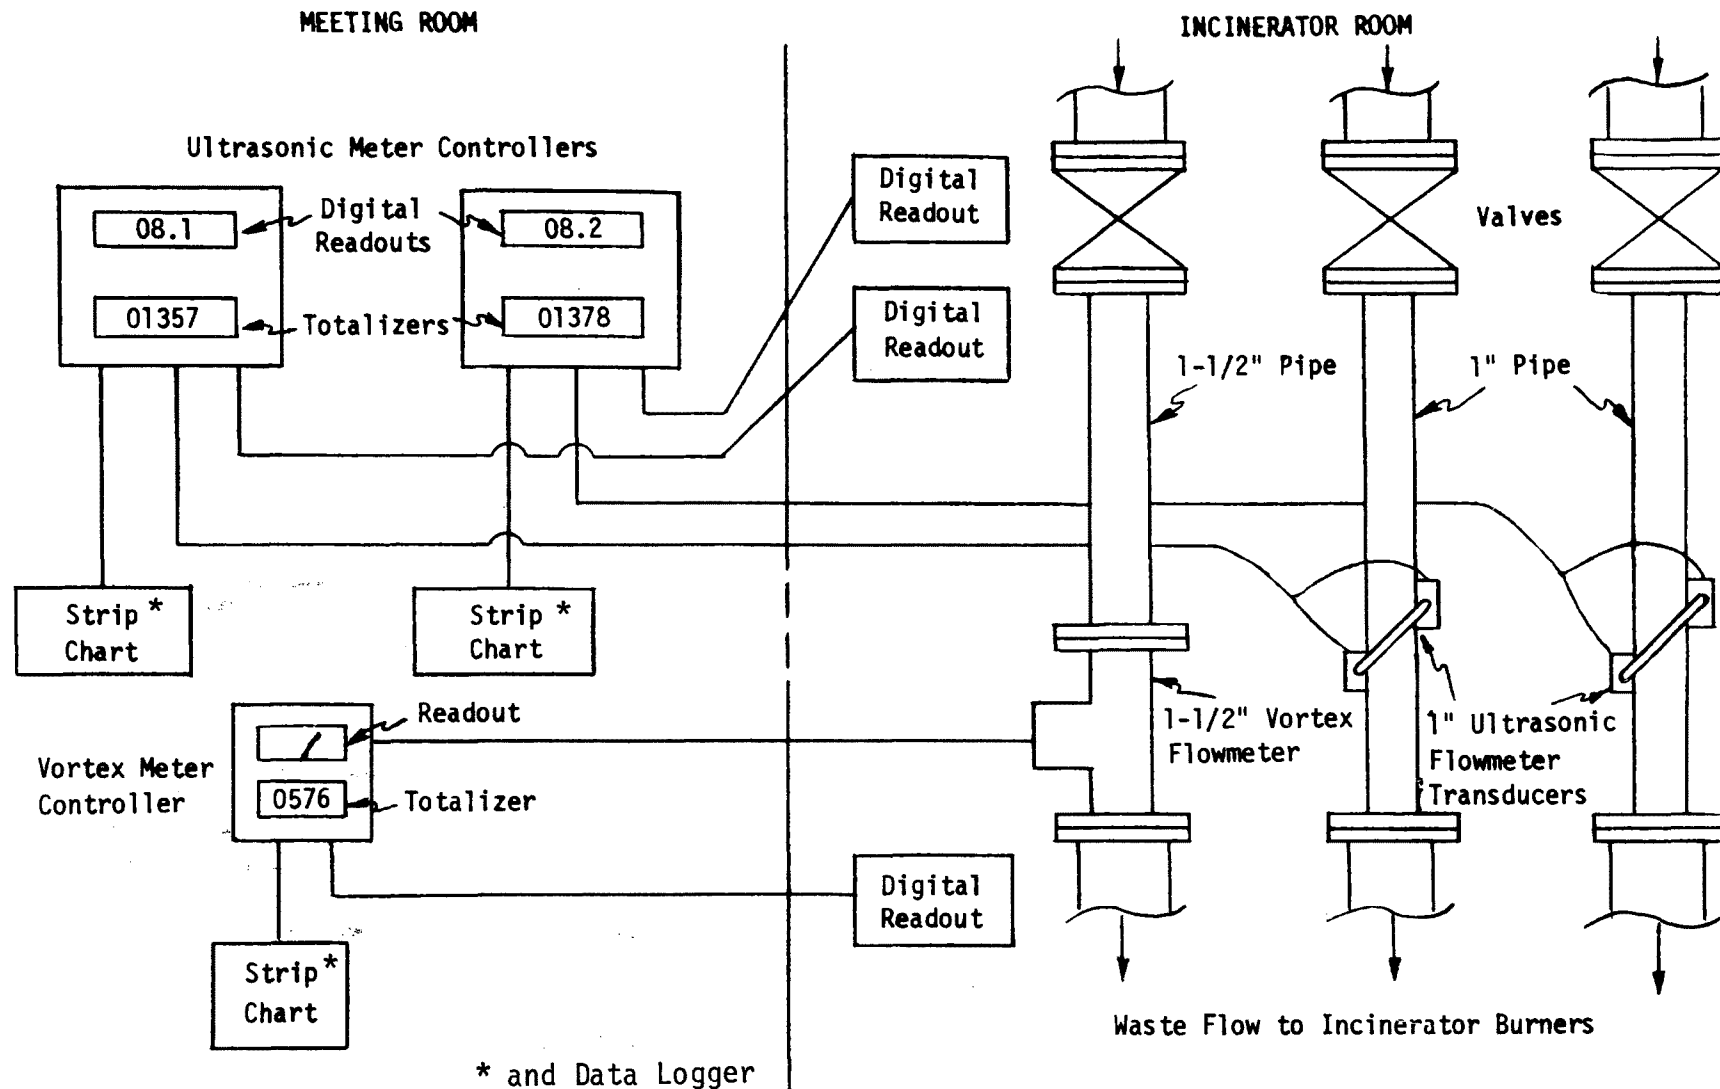 MEETING ROOM
INCINERATOR ROOM
Ultrasonic Meter Controllers
08.1
Digital
Readouts
08.2
01357
Totalizers
01378
Digital
Readout
Digital
Readout
Valves
1-1/2" Pipe
1" Pipe
Strip *
Chart
Strip *
Chart
Readout
Vortex Meter
Controller
0576
Totalizer
1-1/2" Vortex
Flowmeter
1" Ultrasonic
Flowmeter
Transducers
Digital
Readout
Strip *
Chart
Waste Flow to Incinerator Burners
* and Data Logger